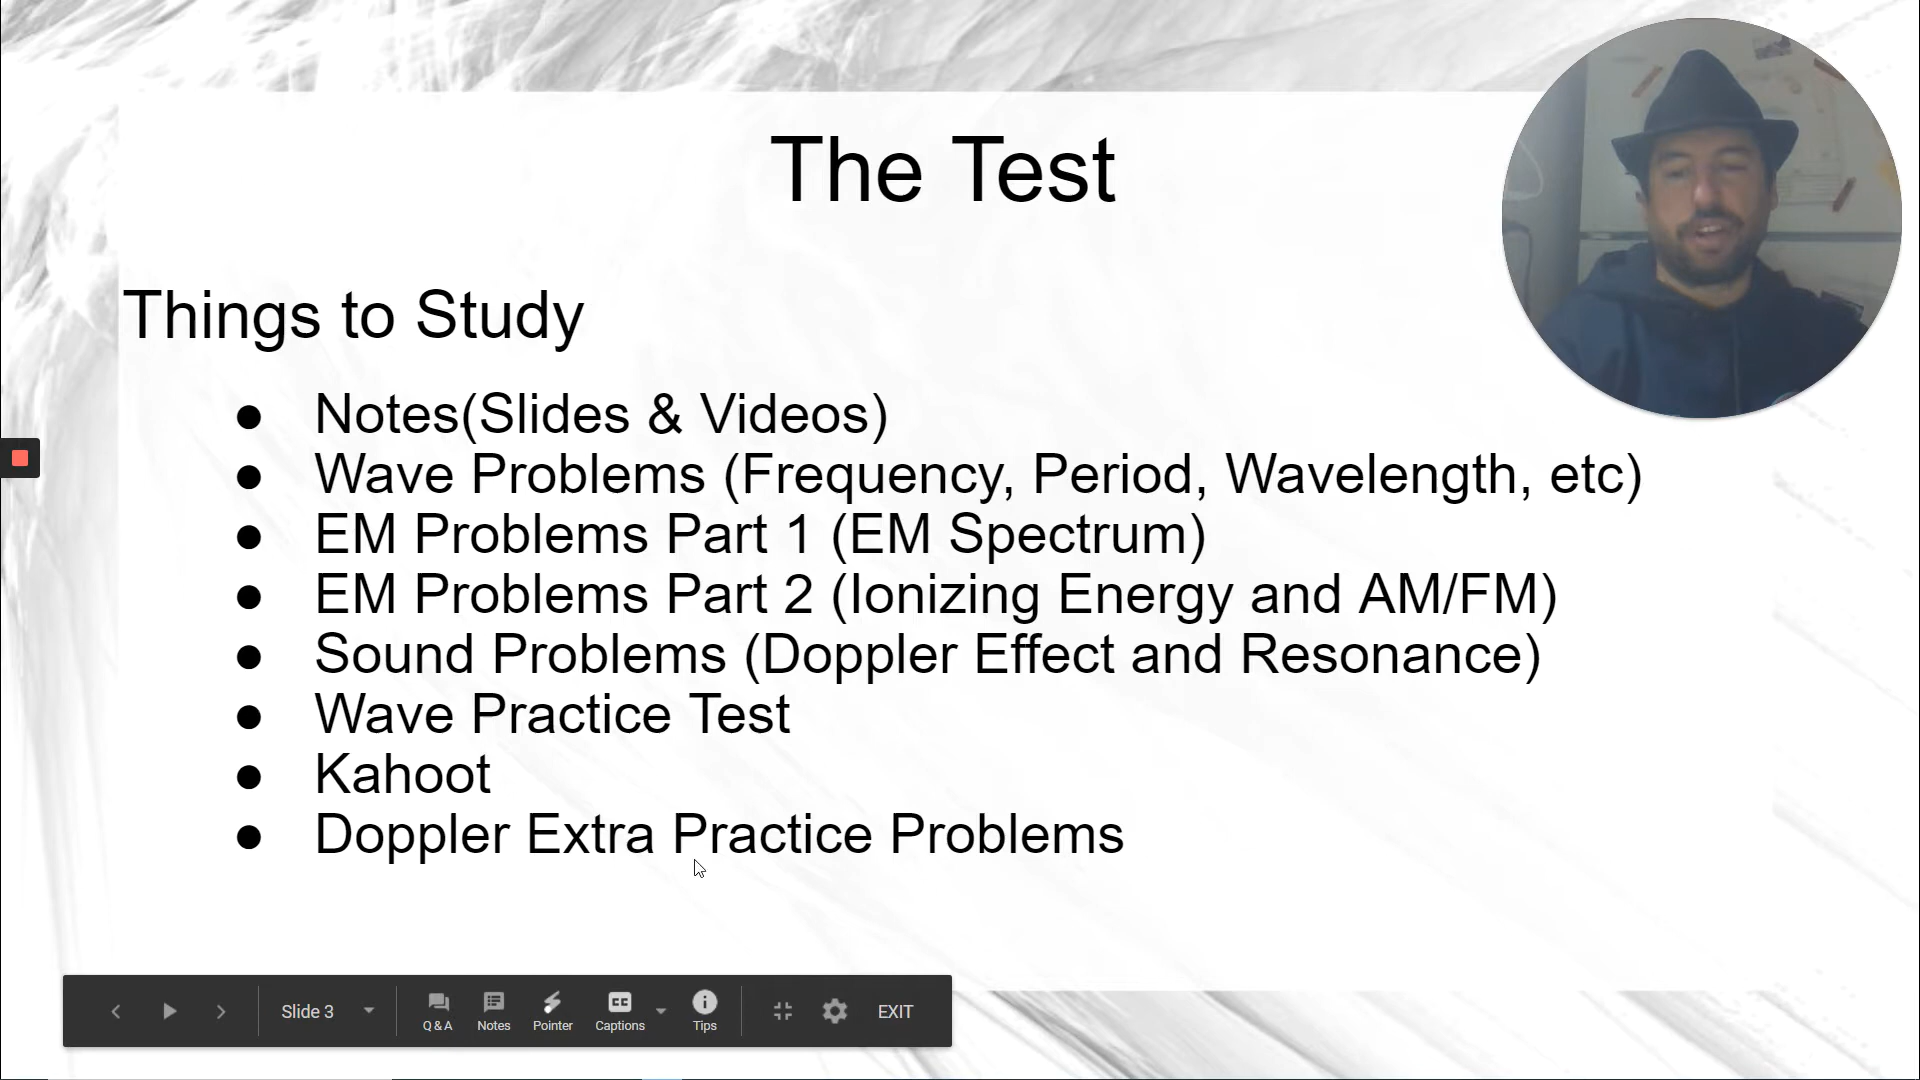 The Test
Things to Study
● Notes(Slides & Videos)
● Wave Problems (Frequency, Period, Wavelength, etc)
● EM Problems Part 1 (EM Spectrum)
● EM Problems Part 2 (Ionizing Energy and AM/FM)
● Sound Problems (Doppler Effect and Resonance)
● Wave Practice Test
● Kahoot
● Doppler Extra Practice Problems
Slide 3
Q & A Notes Pointer CC Captions Tips EXIT